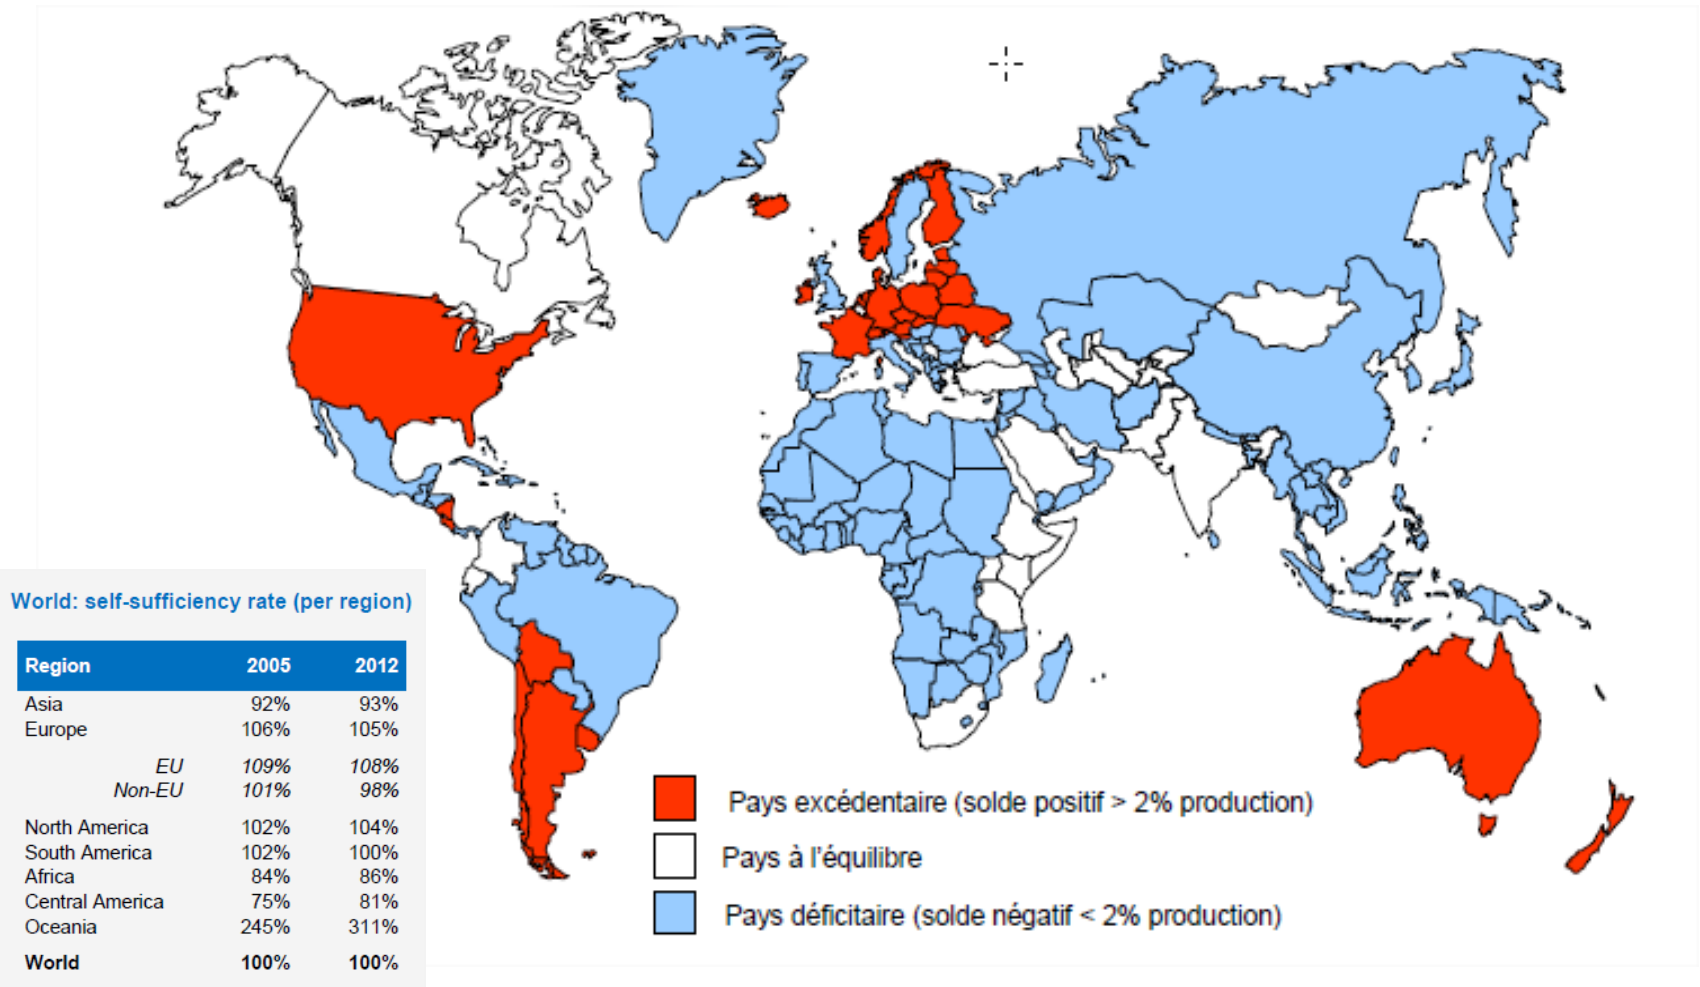 World: self-sufficiency rate (per region)
Region 2005 2012
Asia 92% 93%
Europe 106% 105%
EU 109% 108%
Non-EU 101% 98%
North America 102% 104%
South America 102% 100%
Africa 84% 86%
Central America 75% 81%
Oceania 245% 311%
World 100% 100%
Pays excédentaire (solde positif > 2% production)
Pays à l'équilibre
Pays déficitaire (solde négatif < 2% production)